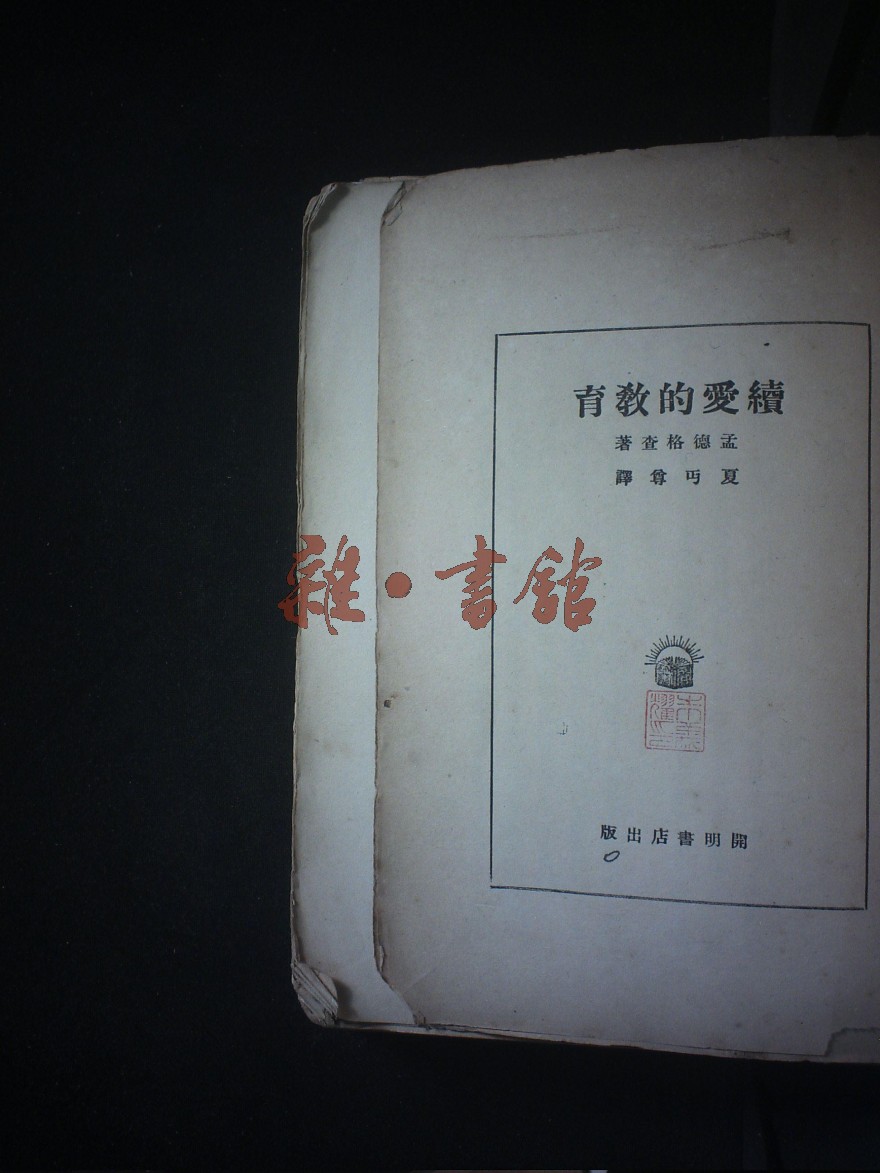 續愛的教育
孟德格查著
夏丏尊譯
雜·書館
開明書店出版